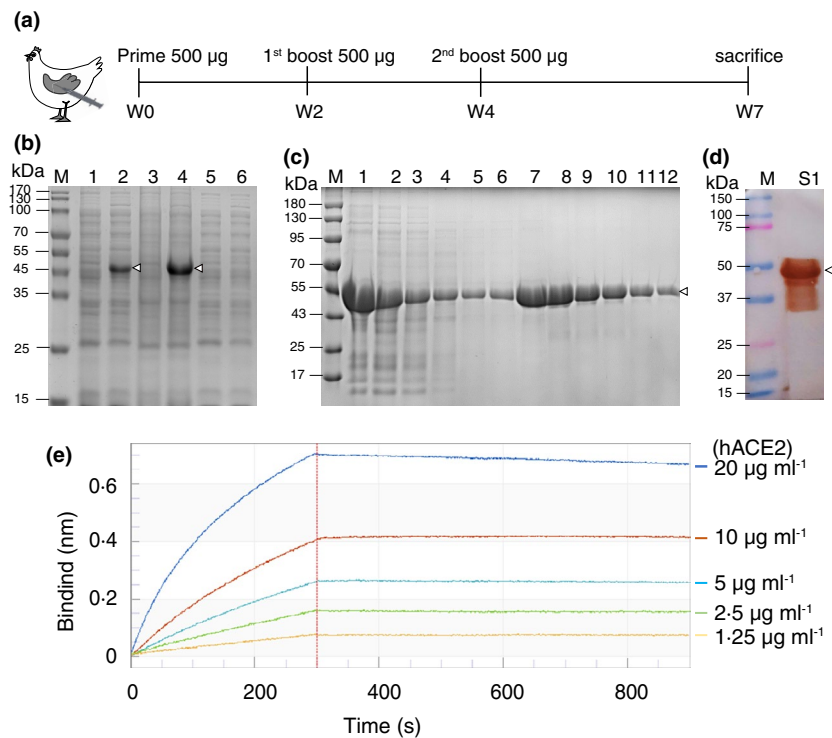 (a)
Prime 500 µg 1st boost 500 µg 2nd boost 500 µg sacrifice
W0 W2 W4 W7
(b)
kDa M 1 2 3 4 5 6
170
130
100
70
55
45
35
25
15
(c)
kDa M 1 2 3 4 5 6 7 8 9 10 11 12
180
130
95
70
55
43
25
17
(d)
kDa M S1
150
100
75
50
37
25
20
15
(e)
(hACE2)
20 µg ml-1
10 µg ml-1
5 µg ml-1
2·5 µg ml-1
1·25 µg ml-1
Bindind (nm)
0·6
0·4
0·2
0
0 200 400 600 800
Time (s)